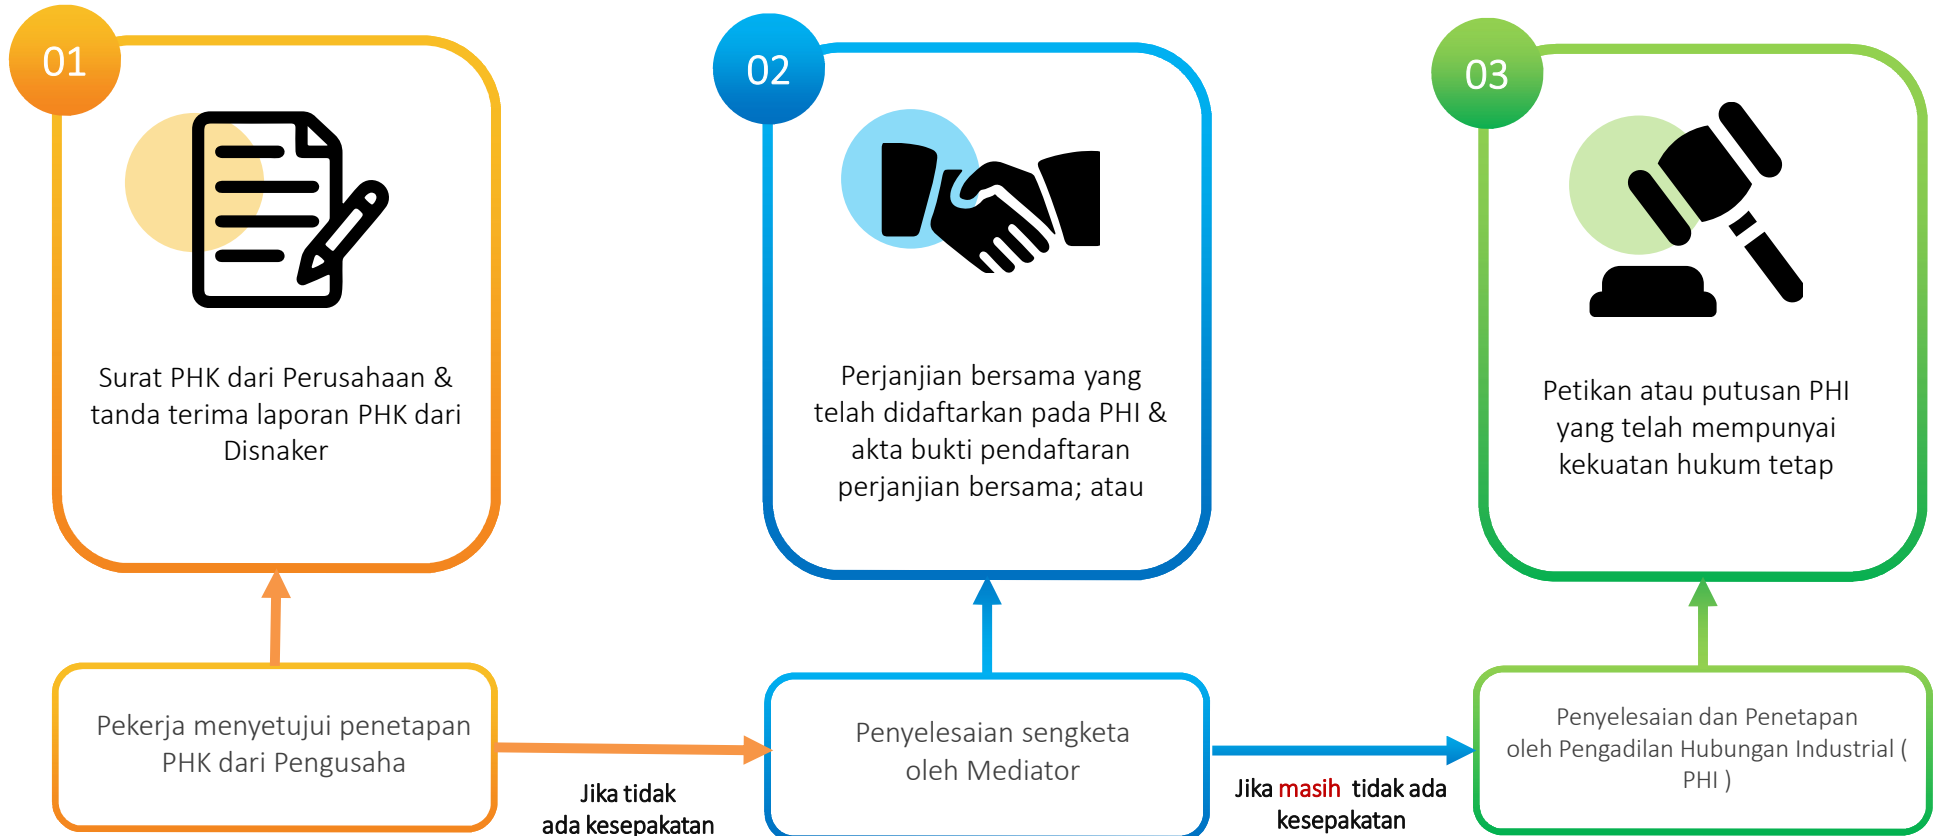 01
Surat PHK dari Perusahaan &
tanda terima laporan PHK dari
Disnaker
02
Perjanjian bersama yang
telah didaftarkan pada PHI &
akta bukti pendaftaran
perjanjian bersama; atau
03
Petikan atau putusan PHI
yang telah mempunyai
kekuatan hukum tetap
Pekerja menyetujui penetapan
PHK dari Pengusaha
Jika tidak
ada kesepakatan
Penyelesaian sengketa
oleh Mediator
Jika masih tidak ada
kesepakatan
Penyelesaian dan Penetapan
oleh Pengadilan Hubungan Industrial (
PHI )